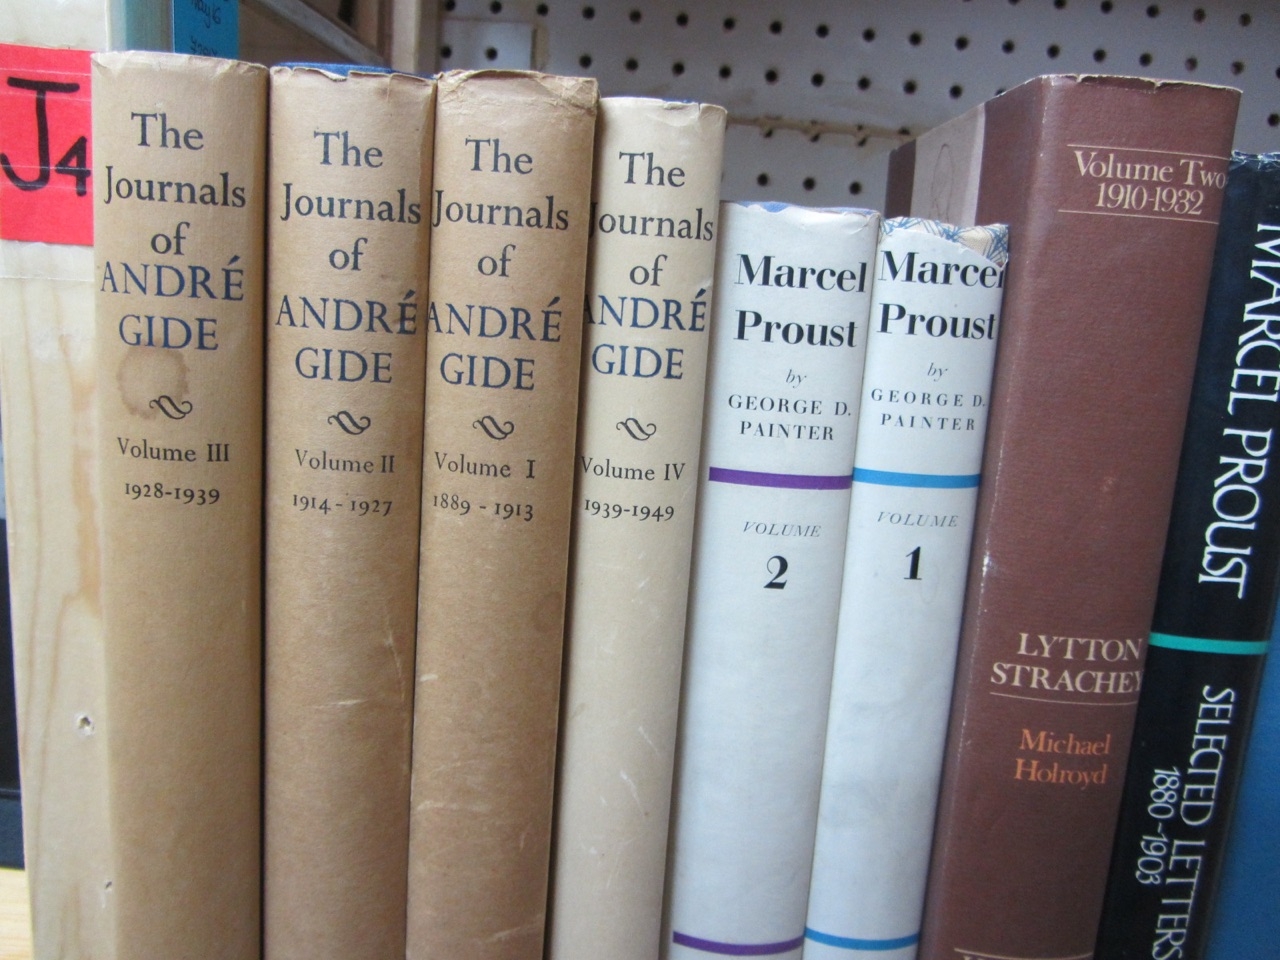 J4
The
Journals
of
ANDRÉ
GIDE
Volume III
1928-1939
The
Journals
of
ANDRÉ
GIDE
Volume II
1914-1927
The
Journals
of
ANDRÉ
GIDE
Volume I
1889-1913
The
Journals
of
ANDRÉ
GIDE
Volume IV
1939-1949
Marcel
Proust
by
GEORGE D.
PAINTER
VOLUME
2
Marcel
Proust
by
GEORGE D.
PAINTER
VOLUME
1
Volume Two
1910-1932
LYTTON
STRACHEY
Michael
Holroyd
MARCEL PROUST
SELECTED LETTERS
1880-1903